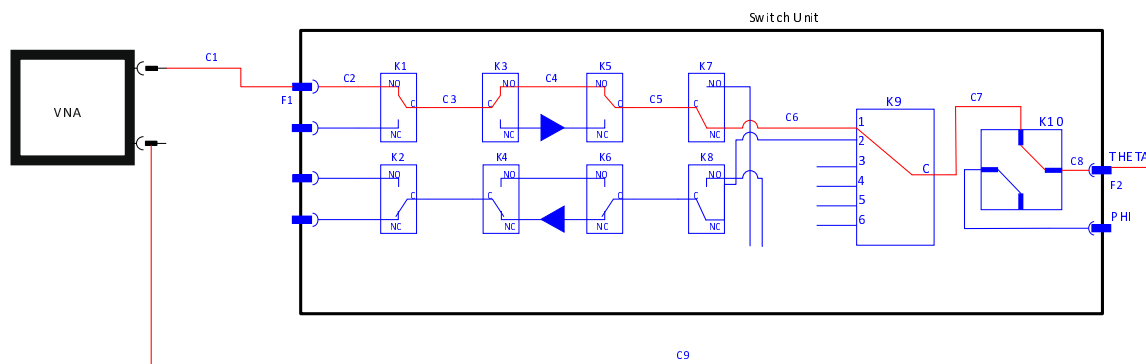 Switch Unit
C1
VNA
F1
C2
K1
NO
C
NC
C3
K3
NO
C
NC
C4
K5
NO
C
NC
C5
K7
NO
C
NC
C6
K2
NO
C
NC
K4
NO
C
NC
K6
NO
C
NC
K8
NO
C
NC
K9
1
2
3
4
5
6
C
C7
K10
C8
THETA
F2
PHI
C9